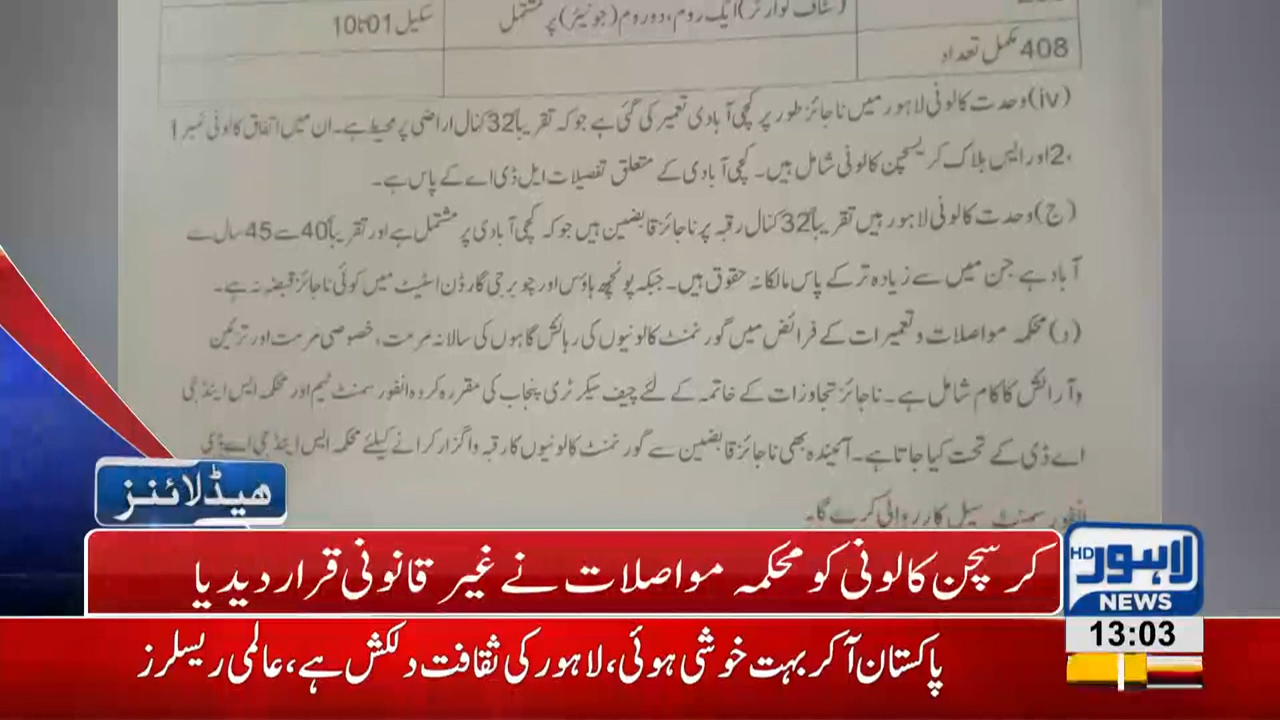 (سٹاف کوارٹر) ایک روم، دو روم (جونیئر) پر مشتمل
سکیل 01 تا 10
408 مکمل تعداد
(iv) وحدت کالونی لاہور میں ناجائز طور پر کچی آبادی تعمیر کی گئی ہے جو کہ تقریباً 32 کنال اراضی پر محیط ہے۔ ان میں اتفاق کالونی نمبر 1
،2 اور ایس بلاک کریسچن کالونی شامل ہیں۔ کچی آبادی کے متعلق تفصیلات ایل ڈی اے کے پاس ہے۔
(ج) وحدت کالونی لاہور ہیں تقریباً 32 کنال رقبہ پر ناجائز قابضین ہیں جو کہ کچی آبادی پر مشتمل ہے اور تقریباً 40 سے 45 سال سے
آباد ہے جن میں سے زیادہ تر کے پاس مالکانہ حقوق ہیں۔ جبکہ پونچھ ہاؤس اور چوبرجی گارڈن اسٹیٹ میں کوئی ناجائز قبضہ نہ ہے۔
(د) محکمہ مواصلات و تعمیرات کے فرائض میں گورنمنٹ کالونیوں کی رہائش گاہوں کی سالانہ مرمت، خصوصی مرمت اور تزئین
و آرائش کا کام شامل ہے۔ ناجائز تجاوزات کے خاتمہ کے لئے چیف سیکرٹری پنجاب کی مقررہ کردہ انفورسمنٹ ٹیم اور محکمہ ایس اینڈ جی
اے ڈی کے تحت کیا جاتا ہے۔ آئیندہ بھی ناجائز قابضین سے گورنمنٹ کالونیوں کا رقبہ واگزار کرانے کیلئے محکمہ ایس اینڈ جی اے ڈی
انفورسمنٹ سیل کارروائی کرے گا۔
ھیڈلائنز
کرسچن کالونی کو محکمہ مواصلات نے غیر قانونی قرار دیدیا
لاہور HD
NEWS
13:03
پاکستان آ کر بہت خوشی ہوئی، لاہور کی ثقافت دلکش ہے، عالمی ریسلرز